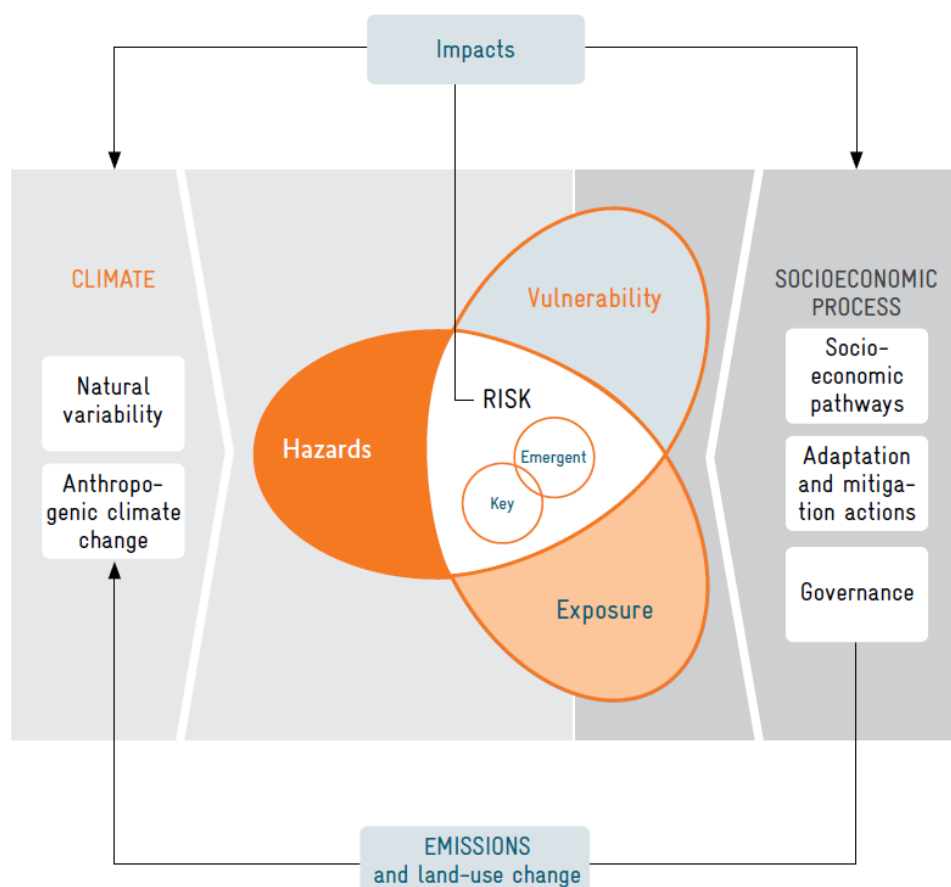 Impacts
CLIMATE
Natural
variability
Anthropo-
genic climate
change
Hazards
Vulnerability
RISK
Emergent
Key
Exposure
SOCIOECONOMIC
PROCESS
Socio-
economic
pathways
Adaptation
and mitiga-
tion actions
Governance
EMISSIONS
and land-use change